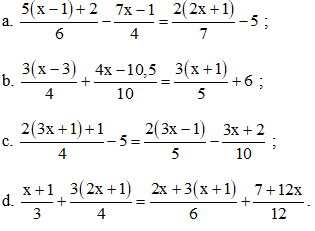 a. \frac{5(x-1)+2}{6} - \frac{7x-1}{4} = \frac{2(2x+1)}{7} - 5 ;
b. \frac{3(x-3)}{4} + \frac{4x-10,5}{10} = \frac{3(x+1)}{5} + 6 ;
c. \frac{2(3x+1)+1}{4} - 5 = \frac{2(3x-1)}{5} - \frac{3x+2}{10} ;
d. \frac{x+1}{3} + \frac{3(2x+1)}{4} = \frac{2x+3(x+1)}{6} + \frac{7+12x}{12} .